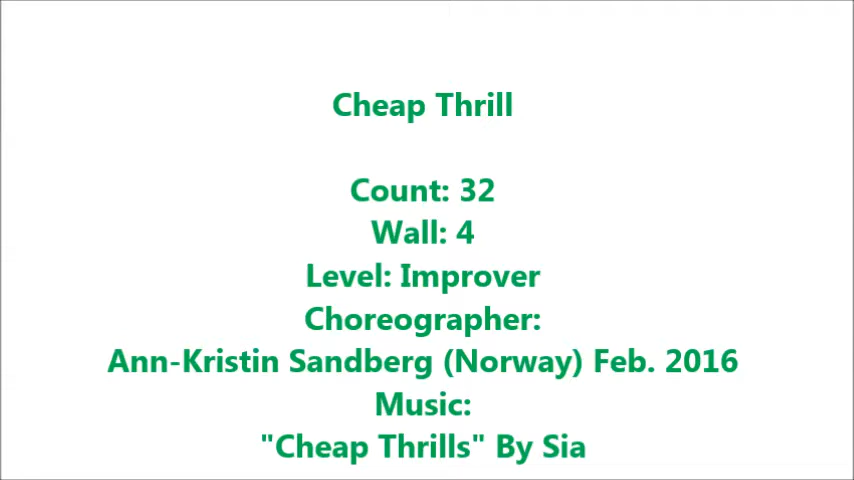 Cheap Thrill
Count: 32
Wall: 4
Level: Improver
Choreographer:
Ann-Kristin Sandberg (Norway) Feb. 2016
Music:
"Cheap Thrills" By Sia